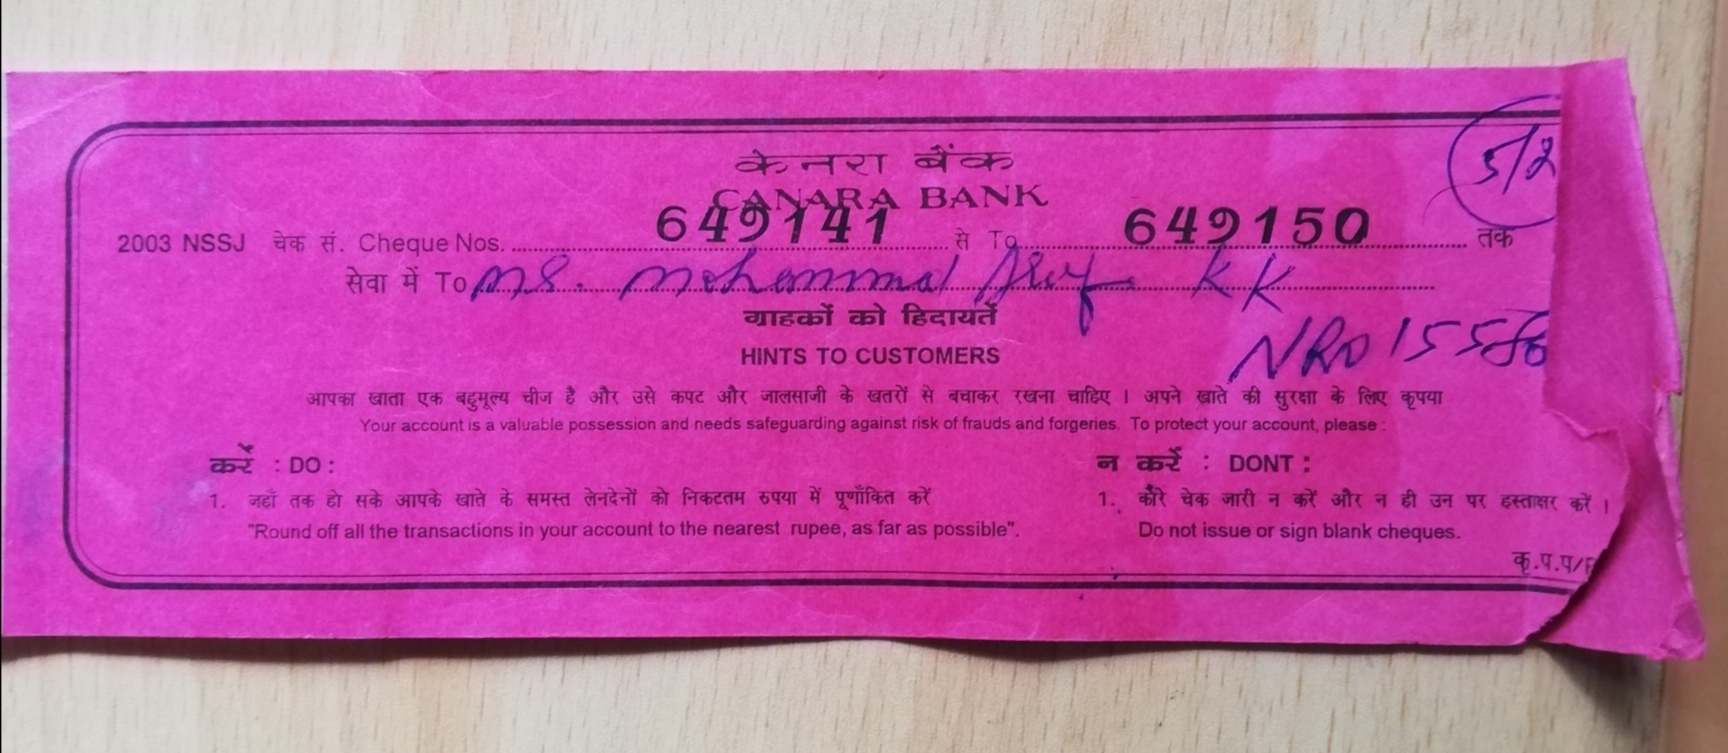 केनरा बैंक
CANARA BANK
5/2
2003 NSSJ चेक सं. Cheque Nos. 649141 से To 649150 तक
सेवा में To MS. Mohammad KK
NRO 15586
ग्राहकों को हिदायतें
HINTS TO CUSTOMERS
आपका खाता एक बहुमूल्य चीज है और उसे कपट और जालसाजी के खतरों से बचाकर रखना चाहिए । अपने खाते की सुरक्षा के लिए कृपया
Your account is a valuable possession and needs safeguarding against risk of frauds and forgeries. To protect your account, please :
करें : DO :
1. जहाँ तक हो सके आपके खाते के समस्त लेनदेनों को निकटतम रुपया में पूर्णांकित करें
"Round off all the transactions in your account to the nearest rupee, as far as possible".
न करें : DONT :
1. कोरे चेक जारी न करें और न ही उन पर हस्ताक्षर करें ।
Do not issue or sign blank cheques.
कृ.प.प/